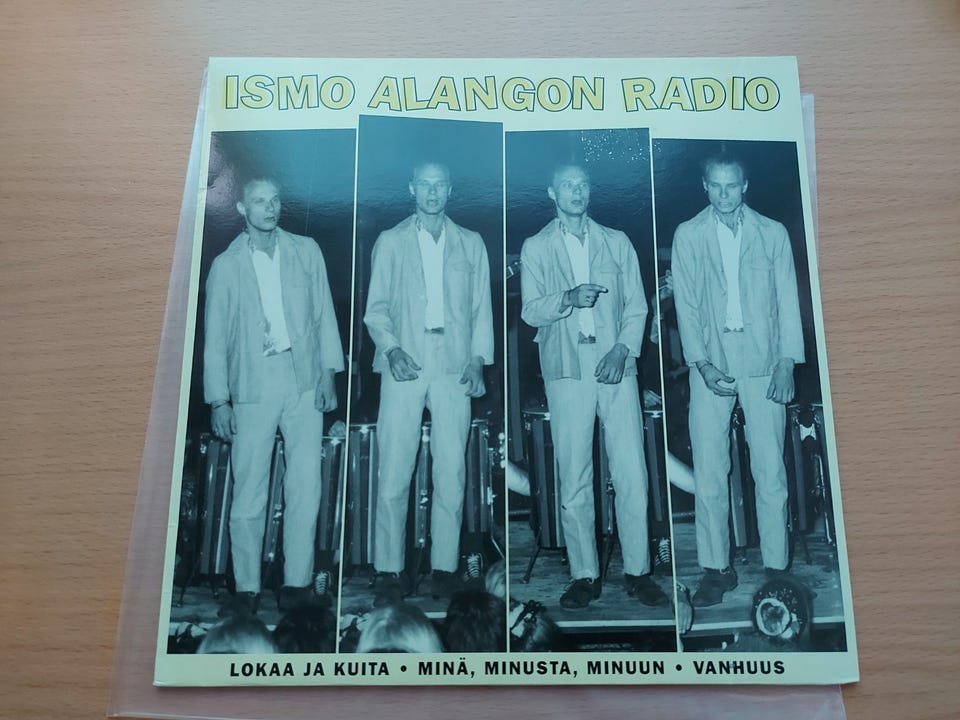 ISMO ALANGON RADIO
LOKAA JA KUITA • MINÄ, MINUSTA, MINUUN • VANHUUS